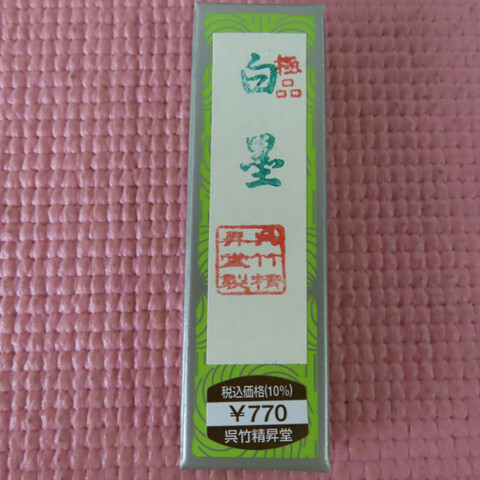 極品
白墨
呉竹精
昇堂製
税込価格(10%)
￥770
呉竹精昇堂